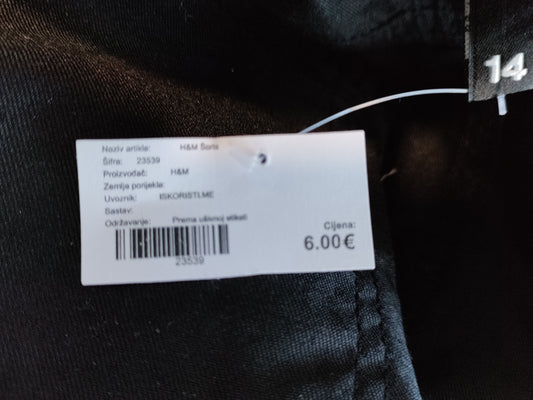 14
Naziv artikla: H&M Šorts
Šifra: 23539
Proizvođač: H&M
Zemlja porijekla:
Uvoznik: ISKORISTI.ME
Sastav:
Održavanje: Prema ušivnoj etiketi
Cijena:
6.00€
23539